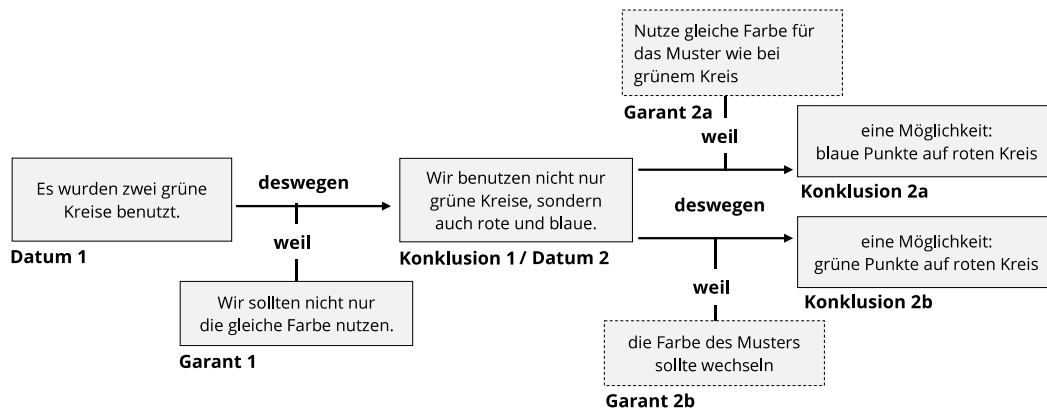 Nutze gleiche Farbe für
das Muster wie bei
grünem Kreis
Garant 2a
weil
eine Möglichkeit:
blaue Punkte auf roten Kreis
Konklusion 2a
Es wurden zwei grüne
Kreise benutzt.
Datum 1
deswegen
weil
Wir sollten nicht nur
die gleiche Farbe nutzen.
Garant 1
Wir benutzen nicht nur
grüne Kreise, sondern
auch rote und blaue.
Konklusion 1 / Datum 2
deswegen
eine Möglichkeit:
grüne Punkte auf roten Kreis
Konklusion 2b
weil
die Farbe des Musters
sollte wechseln
Garant 2b